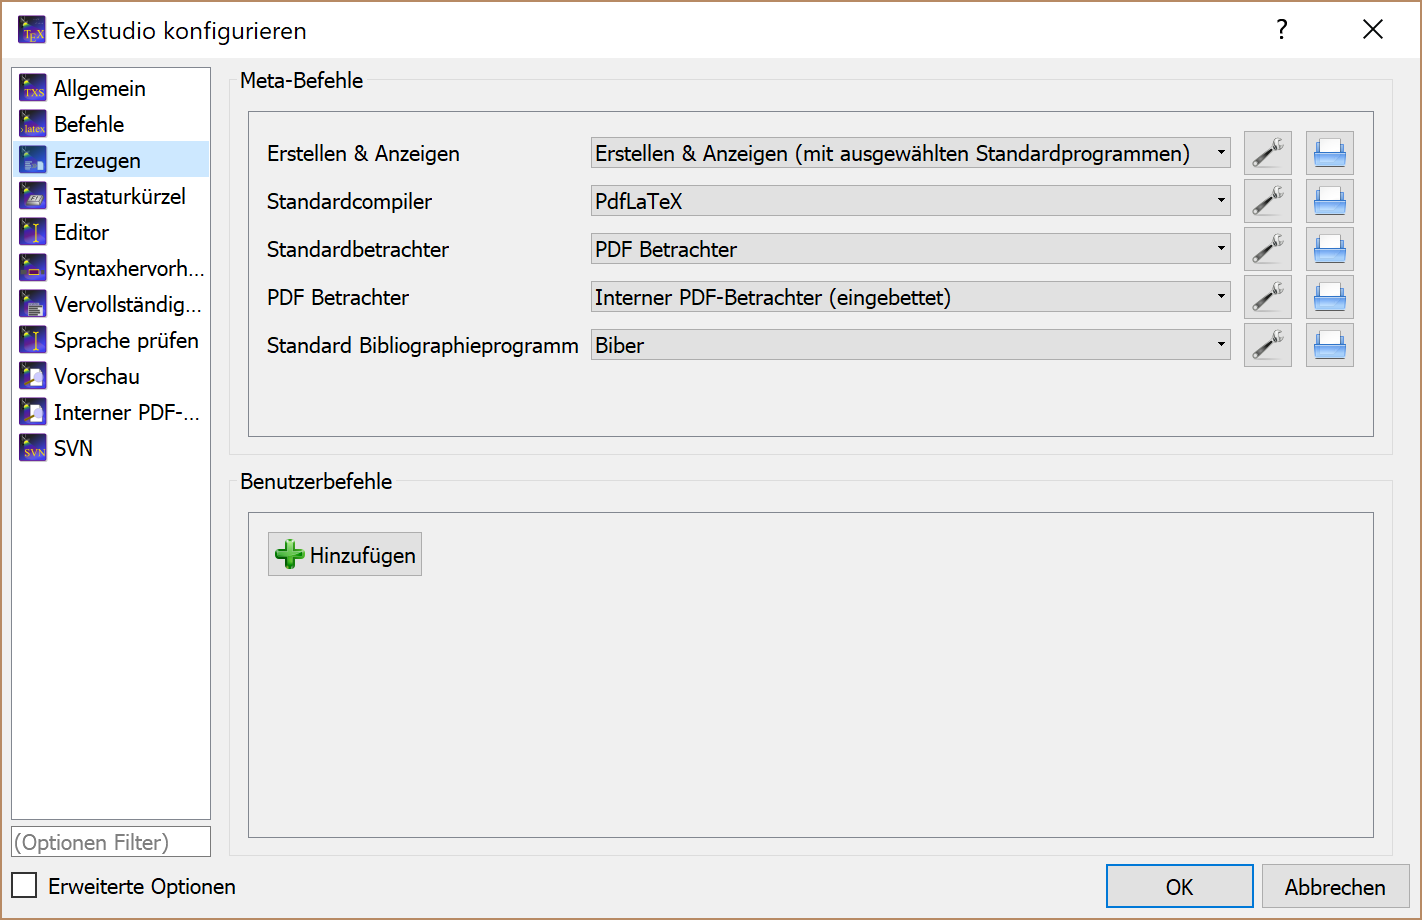 TeXstudio konfigurieren
Allgemein
Befehle
Erzeugen
Tastaturkürzel
Editor
Syntaxhervorh...
Vervollständig...
Sprache prüfen
Vorschau
Interner PDF-...
SVN
(Optionen Filter)
Erweiterte Optionen
Meta-Befehle
Erstellen & Anzeigen Erstellen & Anzeigen (mit ausgewählten Standardprogrammen)
Standardcompiler PdfLaTeX
Standardbetrachter PDF Betrachter
PDF Betrachter Interner PDF-Betrachter (eingebettet)
Standard Bibliographieprogramm Biber
Benutzerbefehle
Hinzufügen
OK Abbrechen